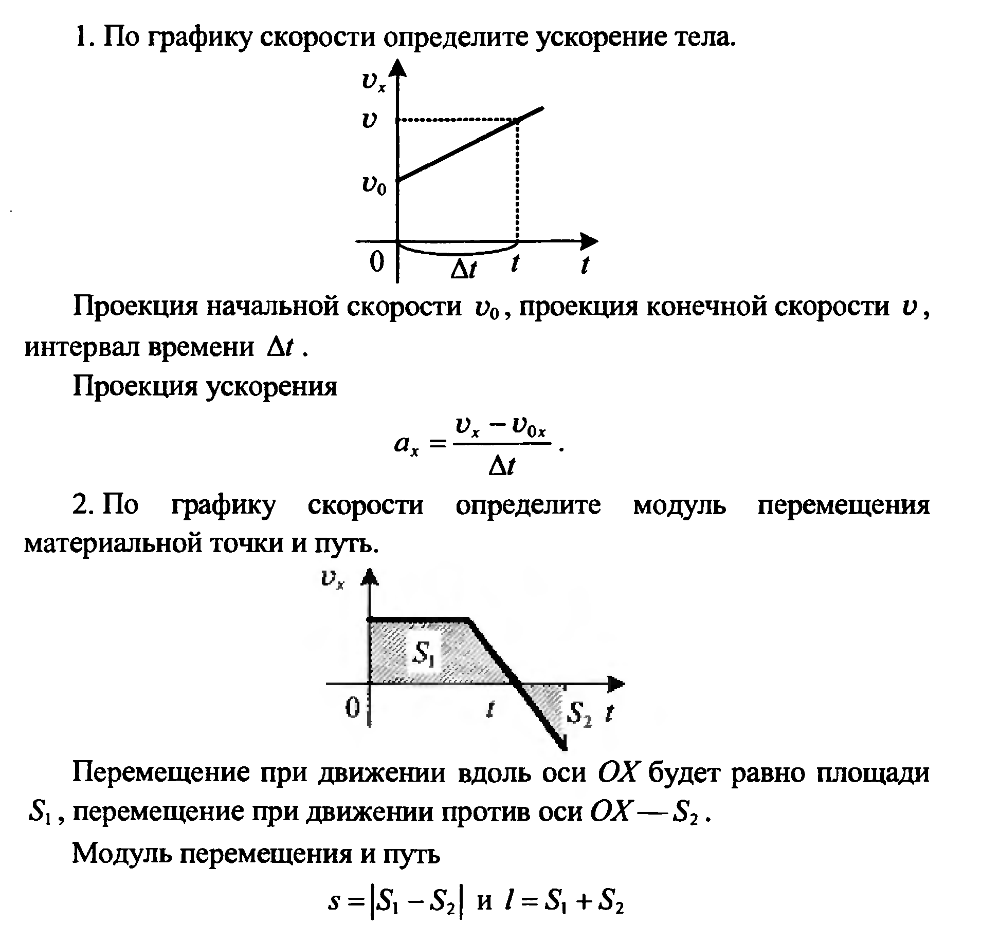 1. По графику скорости определите ускорение тела.
υₓ
υ
υ₀
0
Δt
t
t
Проекция начальной скорости υ₀, проекция конечной скорости υ,
интервал времени Δt.
Проекция ускорения
aₓ = (υₓ − υ₀ₓ) / Δt.
2. По графику скорости определите модуль перемещения
материальной точки и путь.
υₓ
S₁
0
t
S₂
t
Перемещение при движении вдоль оси OX будет равно площади
S₁, перемещение при движении против оси OX — S₂.
Модуль перемещения и путь
s = |S₁ − S₂| и l = S₁ + S₂